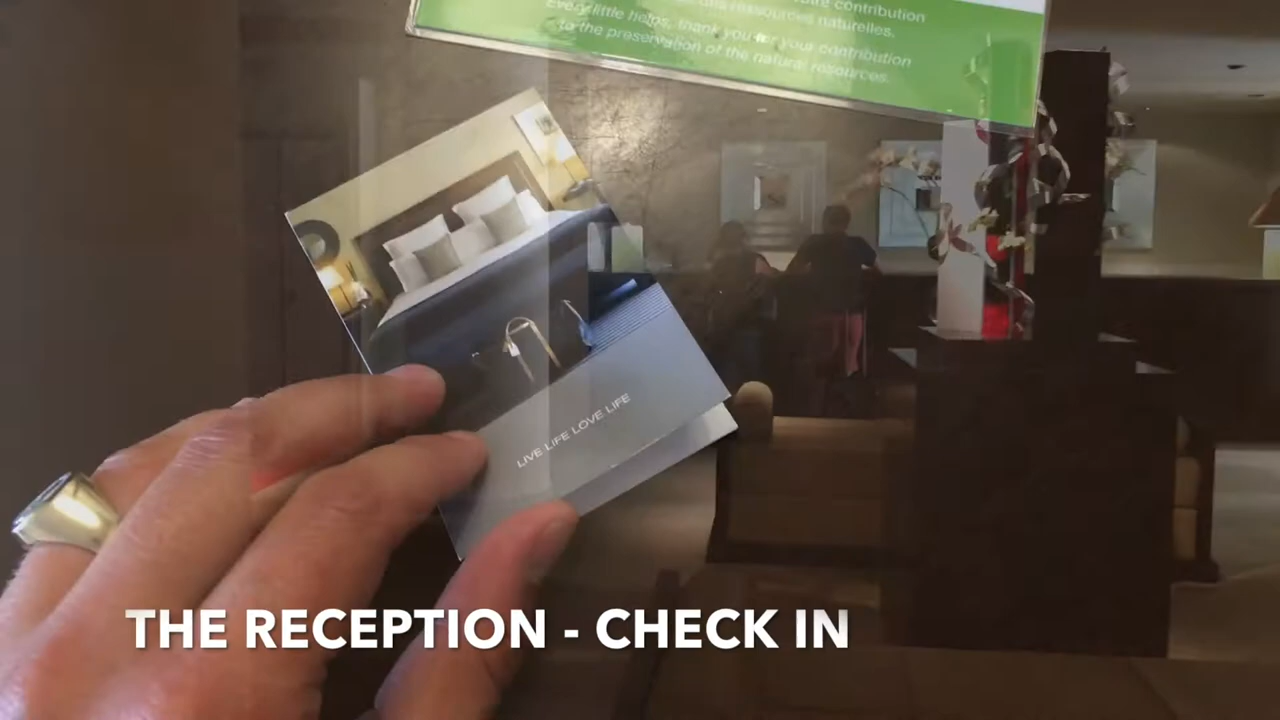 votre contribution
ressources naturelles.
Every little helps, thank you for your contribution
to the preservation of the natural resources.
LIVE LIFE LOVE LIFE
THE RECEPTION - CHECK IN